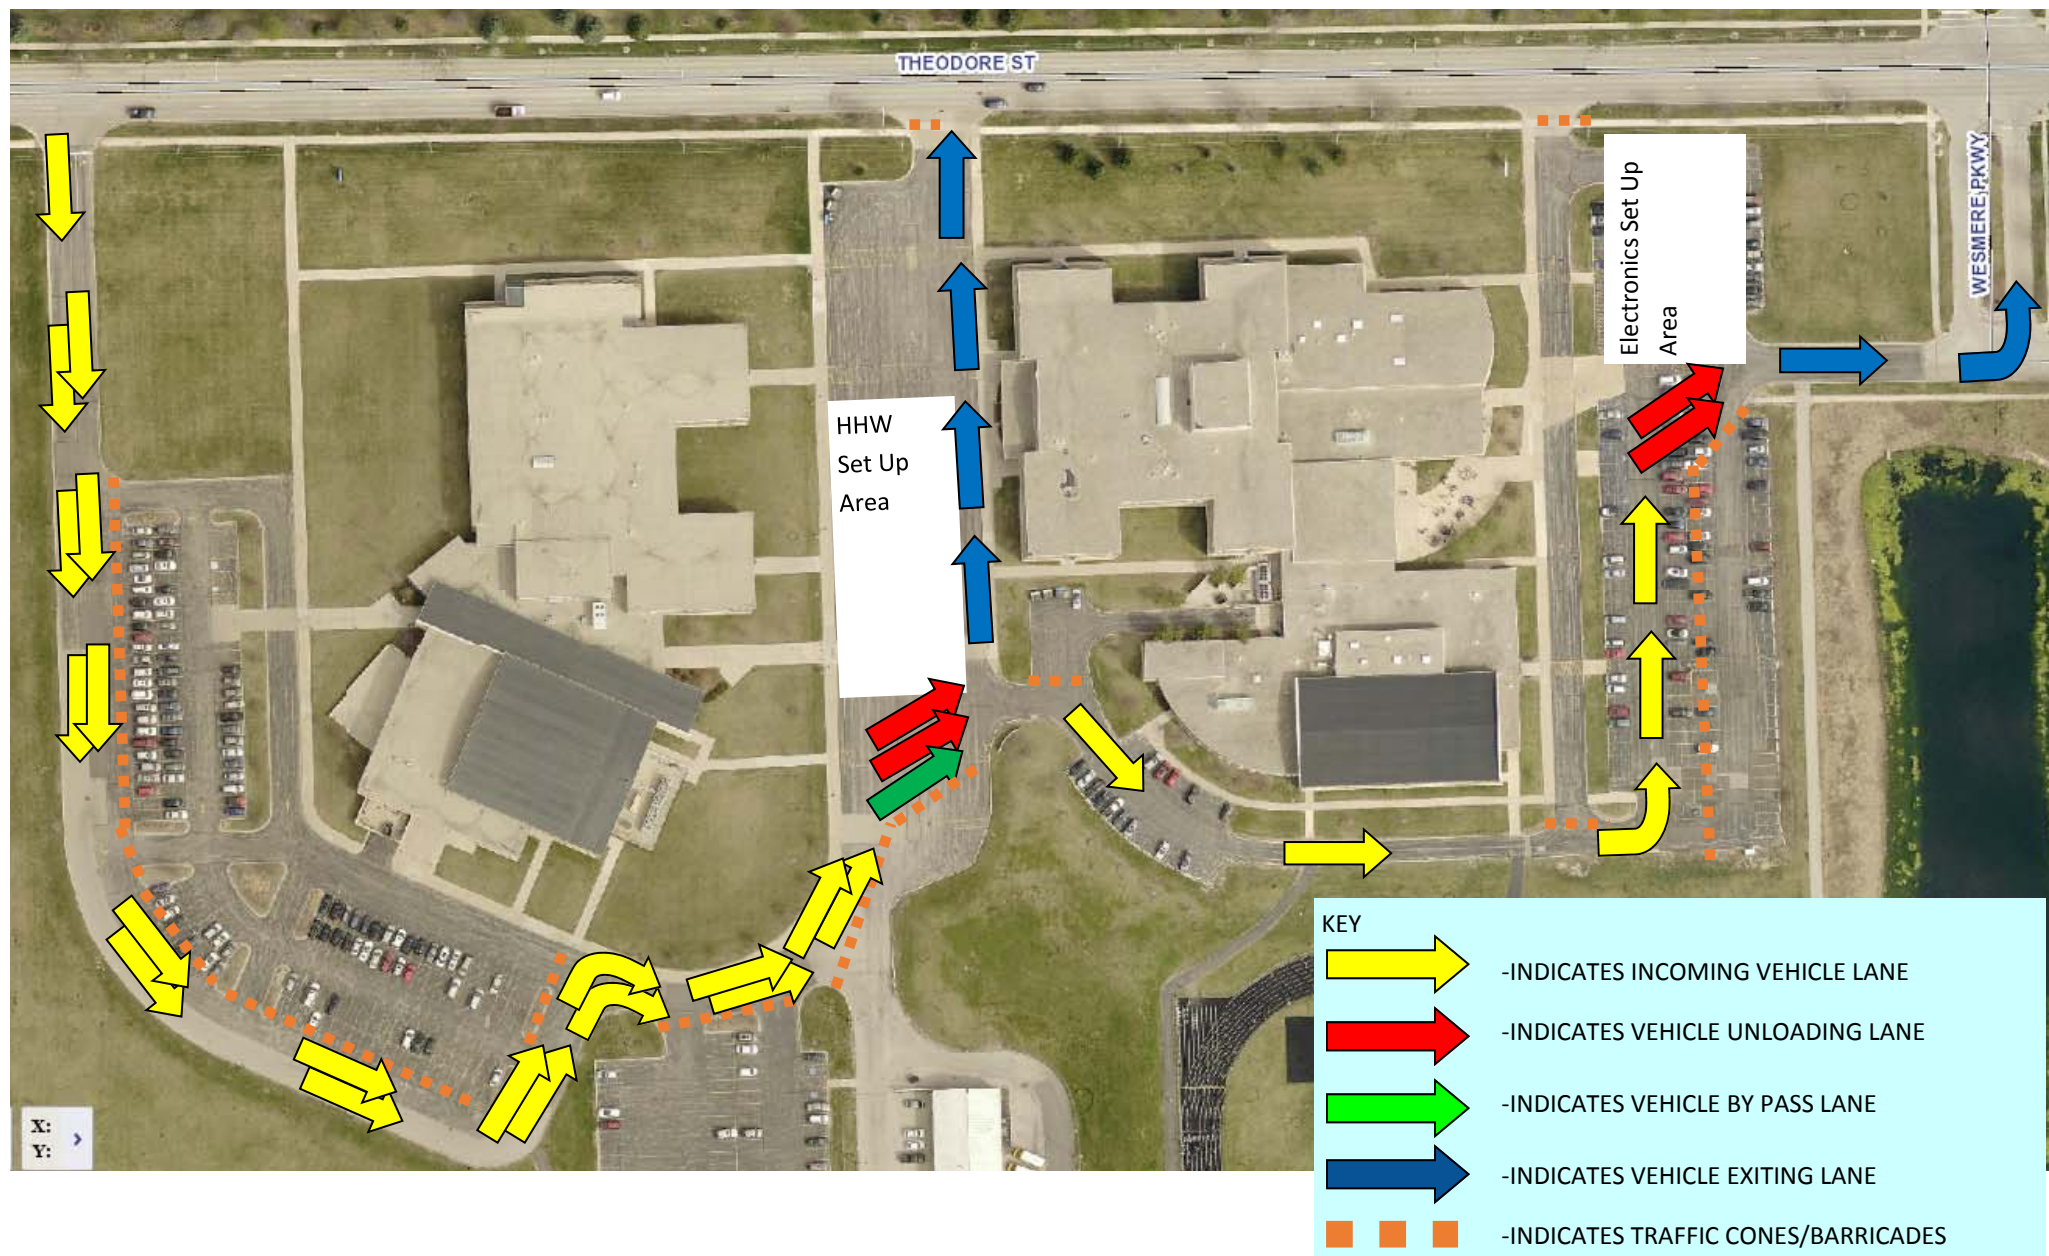 THEODORE ST
WESMERE PKWY
Electronics Set Up
Area
HHW
Set Up
Area
KEY
-INDICATES INCOMING VEHICLE LANE
-INDICATES VEHICLE UNLOADING LANE
-INDICATES VEHICLE BY PASS LANE
-INDICATES VEHICLE EXITING LANE
-INDICATES TRAFFIC CONES/BARRICADES
X:
Y: